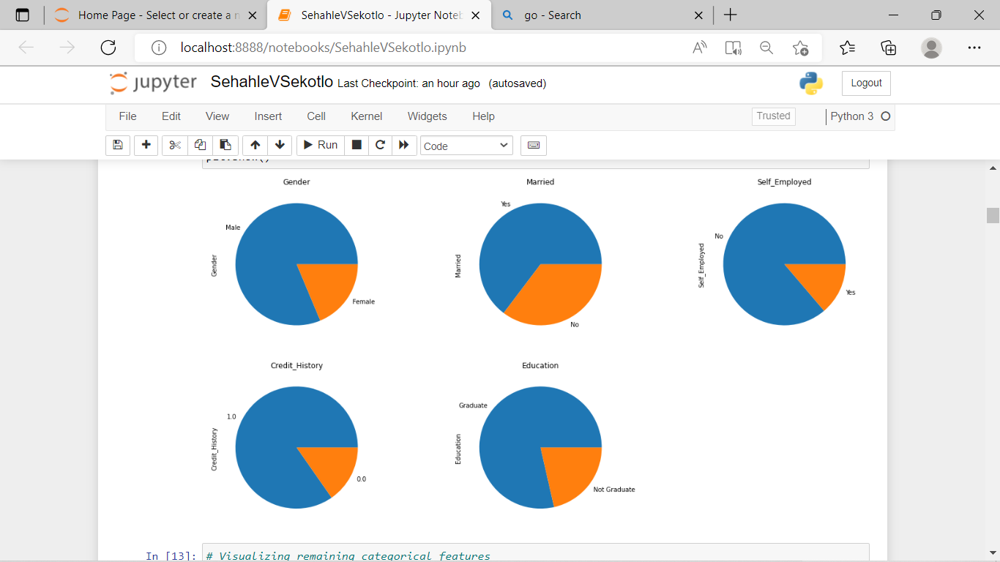 Home Page - Select or create a n
SehahleVSekotlo - Jupyter Noteb
go - Search
localhost:8888/notebooks/SehahleVSekotlo.ipynb
jupyter SehahleVSekotlo Last Checkpoint: an hour ago (autosaved)
Logout
File Edit View Insert Cell Kernel Widgets Help
Trusted
Python 3
Run
Code
Gender
Male
Gender
Female
Married
Yes
Married
No
Self_Employed
No
Self_Employed
Yes
Credit_History
1.0
Credit_History
0.0
Education
Graduate
Education
Not Graduate
In [13]: # Visualizing remaining categorical features